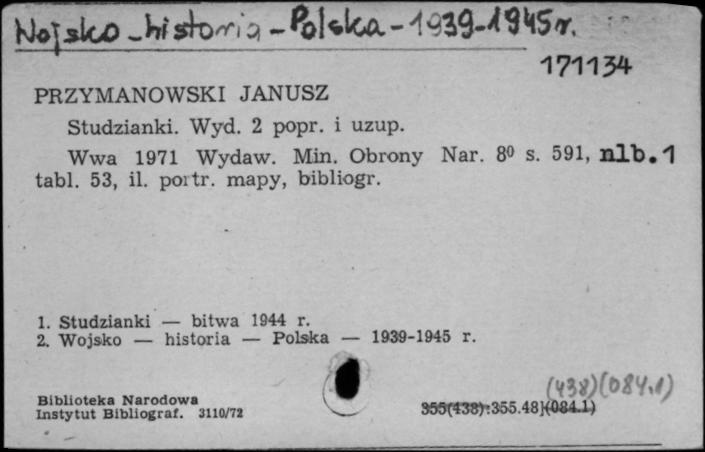 Wojsko - historia - Polska - 1939-1945 r.
171134
PRZYMANOWSKI JANUSZ
Studzianki. Wyd. 2 popr. i uzup.
Wwa 1971 Wydaw. Min. Obrony Nar. 8⁰ s. 591, nlb. 1
tabl. 53, il. portr. mapy, bibliogr.
1. Studzianki — bitwa 1944 r.
2. Wojsko — historia — Polska — 1939-1945 r.
(438)(084.1)
Biblioteka Narodowa
Instytut Bibliograf. 3110/72
355(438):355.48](084.1)